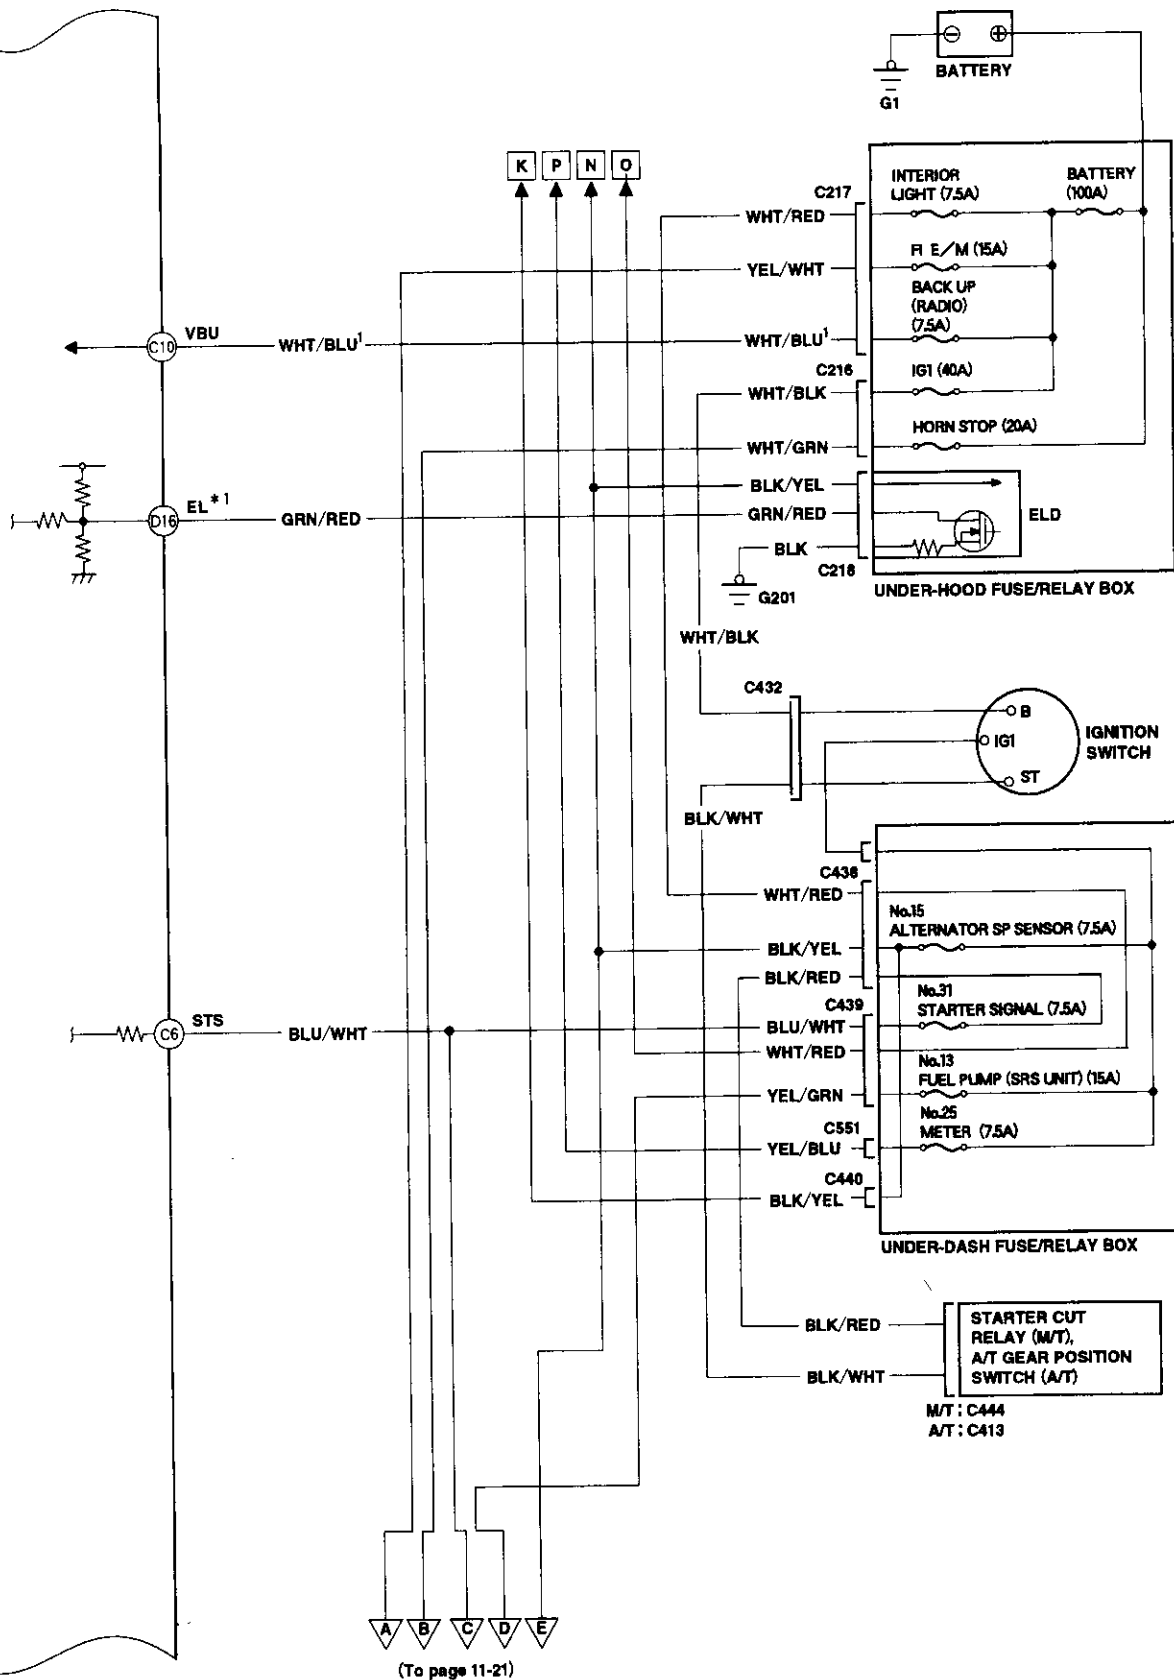 BATTERY
G1
K P N O
C217
INTERIOR
LIGHT (7.5A)
BATTERY
(100A)
WHT/RED
FI E/M (15A)
YEL/WHT
BACK UP
(RADIO)
(7.5A)
VBU
C10
WHT/BLU1
WHT/BLU1
C216
IG1 (40A)
WHT/BLK
HORN STOP (20A)
WHT/GRN
BLK/YEL
EL*1
D16
GRN/RED
GRN/RED
ELD
BLK
C218
G201
UNDER-HOOD FUSE/RELAY BOX
WHT/BLK
C432
B
IG1
IGNITION
SWITCH
ST
BLK/WHT
C436
WHT/RED
No.15
ALTERNATOR SP SENSOR (7.5A)
BLK/YEL
BLK/RED
No.31
STARTER SIGNAL (7.5A)
C439
STS
C6
BLU/WHT
BLU/WHT
WHT/RED
No.13
FUEL PUMP (SRS UNIT) (15A)
YEL/GRN
No.25
METER (7.5A)
C551
YEL/BLU
C440
BLK/YEL
UNDER-DASH FUSE/RELAY BOX
BLK/RED
STARTER CUT
RELAY (M/T),
A/T GEAR POSITION
SWITCH (A/T)
BLK/WHT
M/T : C444
A/T : C413
A B C D E
(To page 11-21)